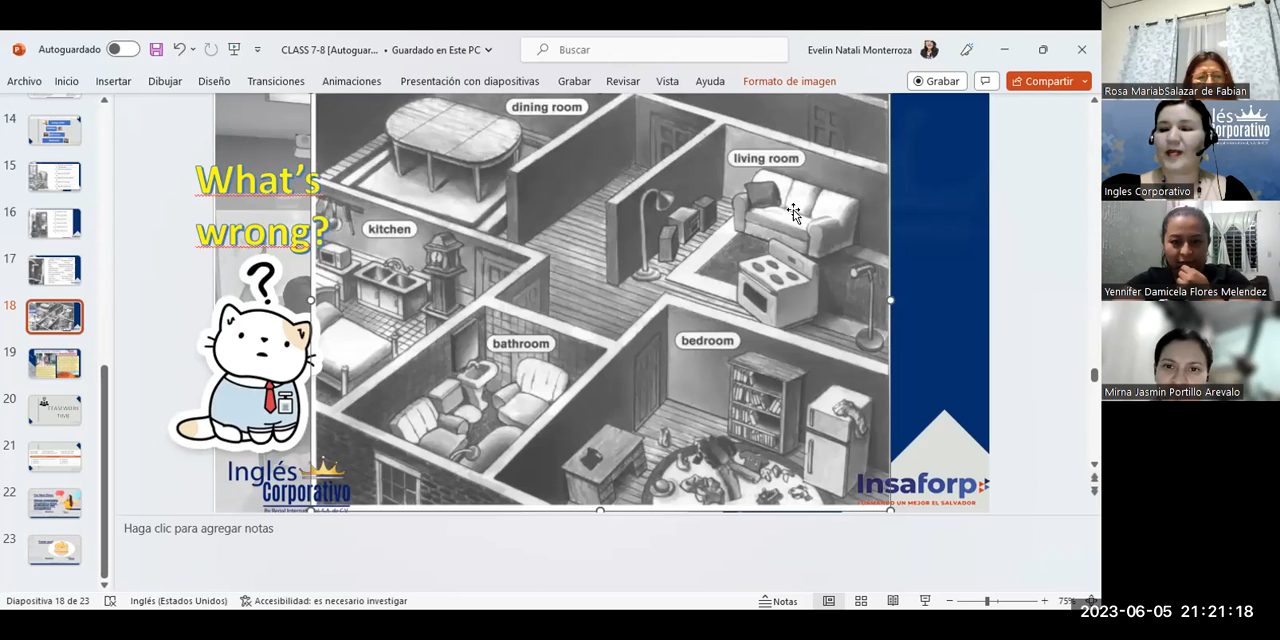 Autoguardado
CLASS 7-8 [Autoguar... • Guardado en Este PC
Buscar
Evelin Natali Monterroza
Archivo Inicio Insertar Dibujar Diseño Transiciones Animaciones Presentación con diapositivas Grabar Revisar Vista Ayuda Formato de imagen
Grabar
Compartir
Rosa MariabSalazar de Fabian
lés
Corporativo
Ingles Corporativo
Yennifer Damicela Flores Melendez
Mirna Jasmin Portillo Arevalo
14
15
16
17
18
19
20
21
22
23
What's
wrong?
dining room
living room
kitchen
bathroom
bedroom
Inglés
Corporativo
Insaforp
Haga clic para agregar notas
Diapositiva 18 de 23
Inglés (Estados Unidos)
Accesibilidad: es necesario investigar
Notas
75%
2023-06-05 21:21:18